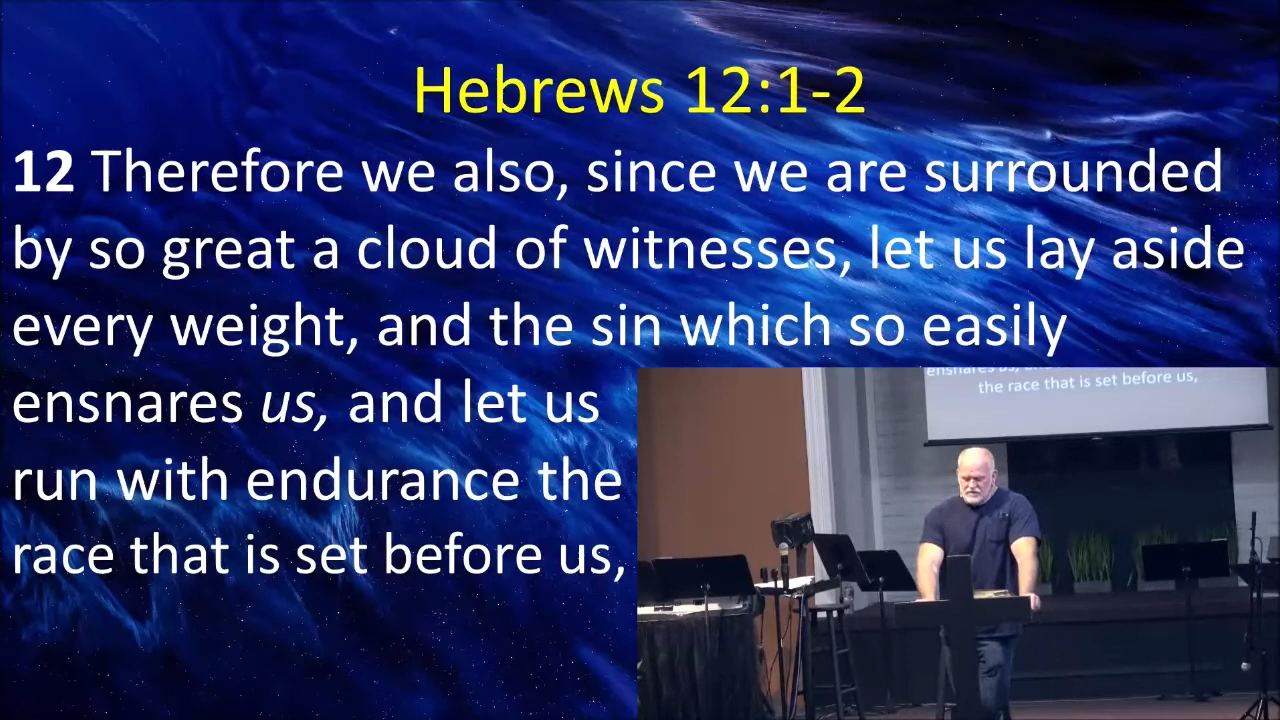 Hebrews 12:1-2
12 Therefore we also, since we are surrounded
by so great a cloud of witnesses, let us lay aside
every weight, and the sin which so easily
ensnares us, and let us
run with endurance the
race that is set before us,
ensnares us,
the race that is set before us,